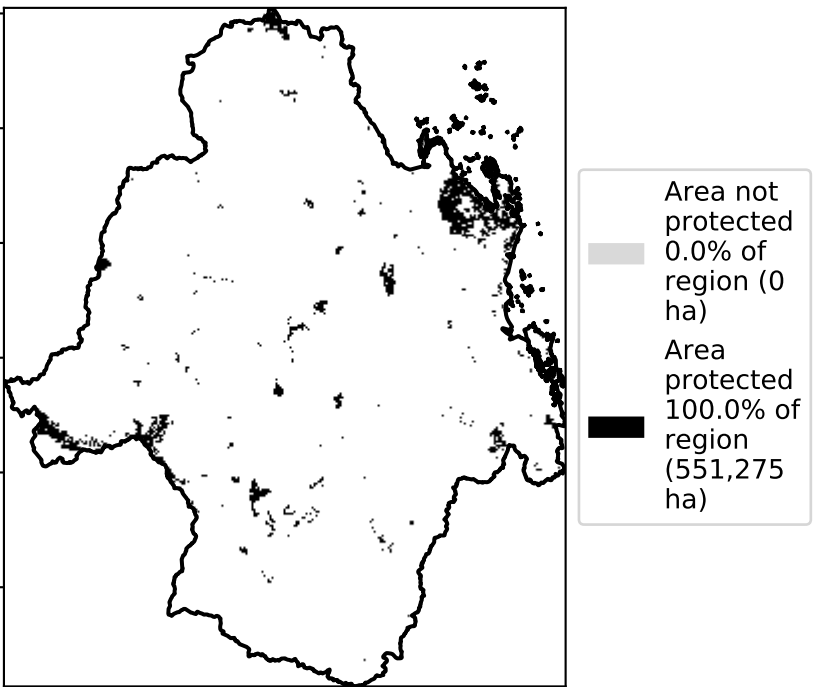 Area not
protected
0.0% of
region (0
ha)
Area
protected
100.0% of
region
(551,275
ha)